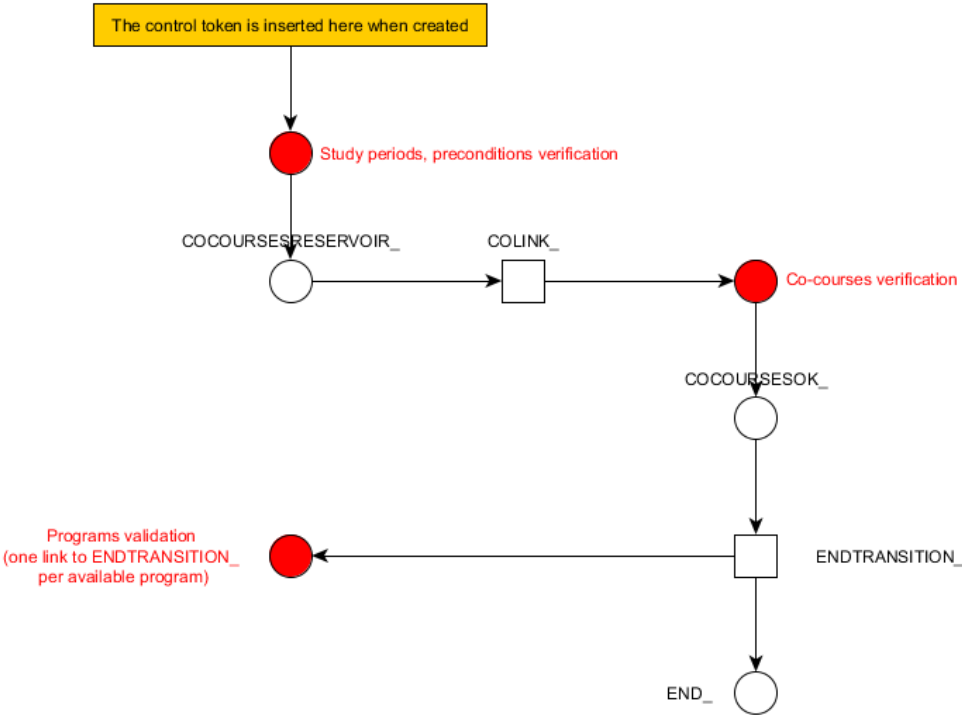 The control token is inserted here when created
Study periods, preconditions verification
COCOURSESRESERVOIR_
COLINK_
Co-courses verification
COCOURSESOK_
Programs validation
(one link to ENDTRANSITION_
per available program)
ENDTRANSITION_
END_